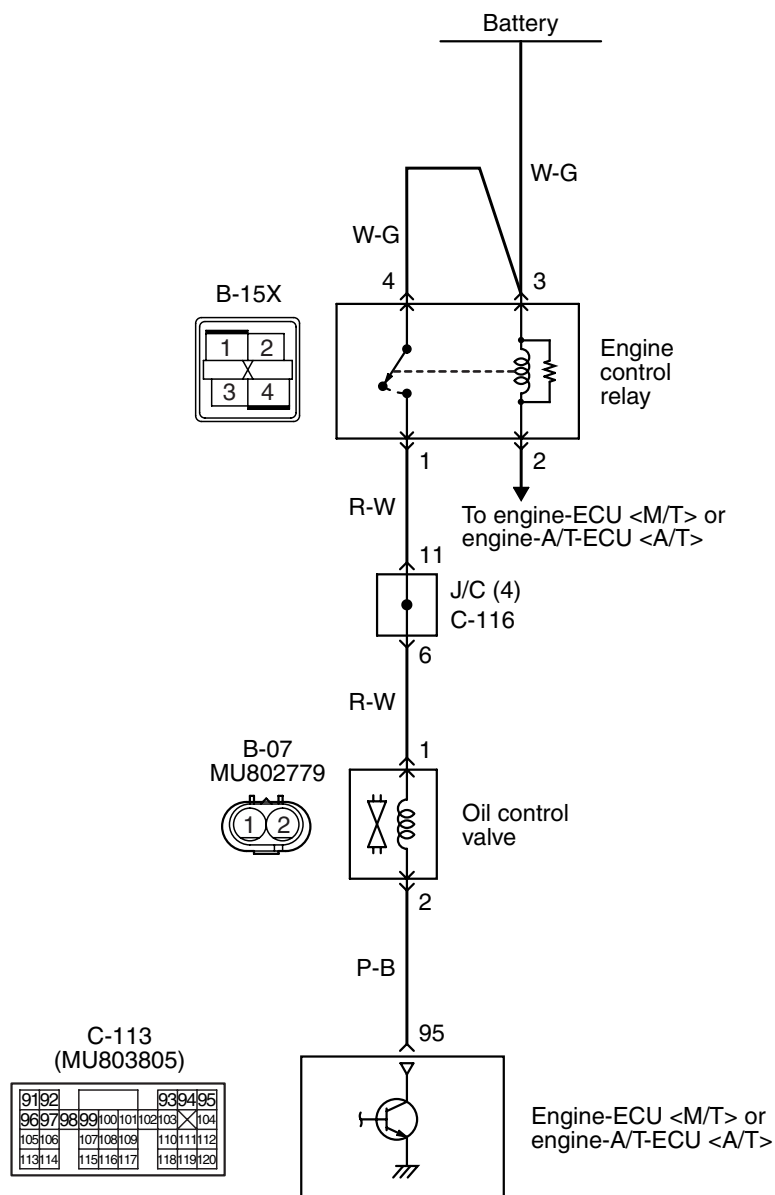 Battery
W-G
W-G
4
3
B-15X
1 2
3 4
Engine
control
relay
1
2
R-W
To engine-ECU <M/T> or
engine-A/T-ECU <A/T>
11
J/C (4)
C-116
6
R-W
B-07
MU802779
1
1 2
Oil control
valve
2
P-B
95
C-113
(MU803805)
91 92 93 94 95
96 97 98 99 100 101 102 103 104
105 106 107 108 109 110 111 112
113 114 115 116 117 118 119 120
Engine-ECU <M/T> or
engine-A/T-ECU <A/T>